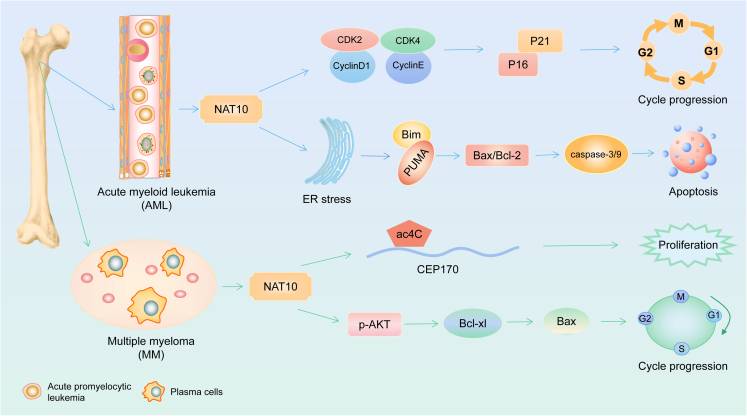 CDK2
CDK4
CyclinD1
CyclinE
P21
P16
M
G2
G1
S
Cycle progression
NAT10
Acute myeloid leukemia
(AML)
ER stress
Bim
PUMA
Bax/Bcl-2
caspase-3/9
Apoptosis
ac4C
CEP170
Proliferation
NAT10
Multiple myeloma
(MM)
p-AKT
Bcl-xl
Bax
M
G2
G1
S
Cycle progression
Acute promyelocytic
leukemia
Plasma cells